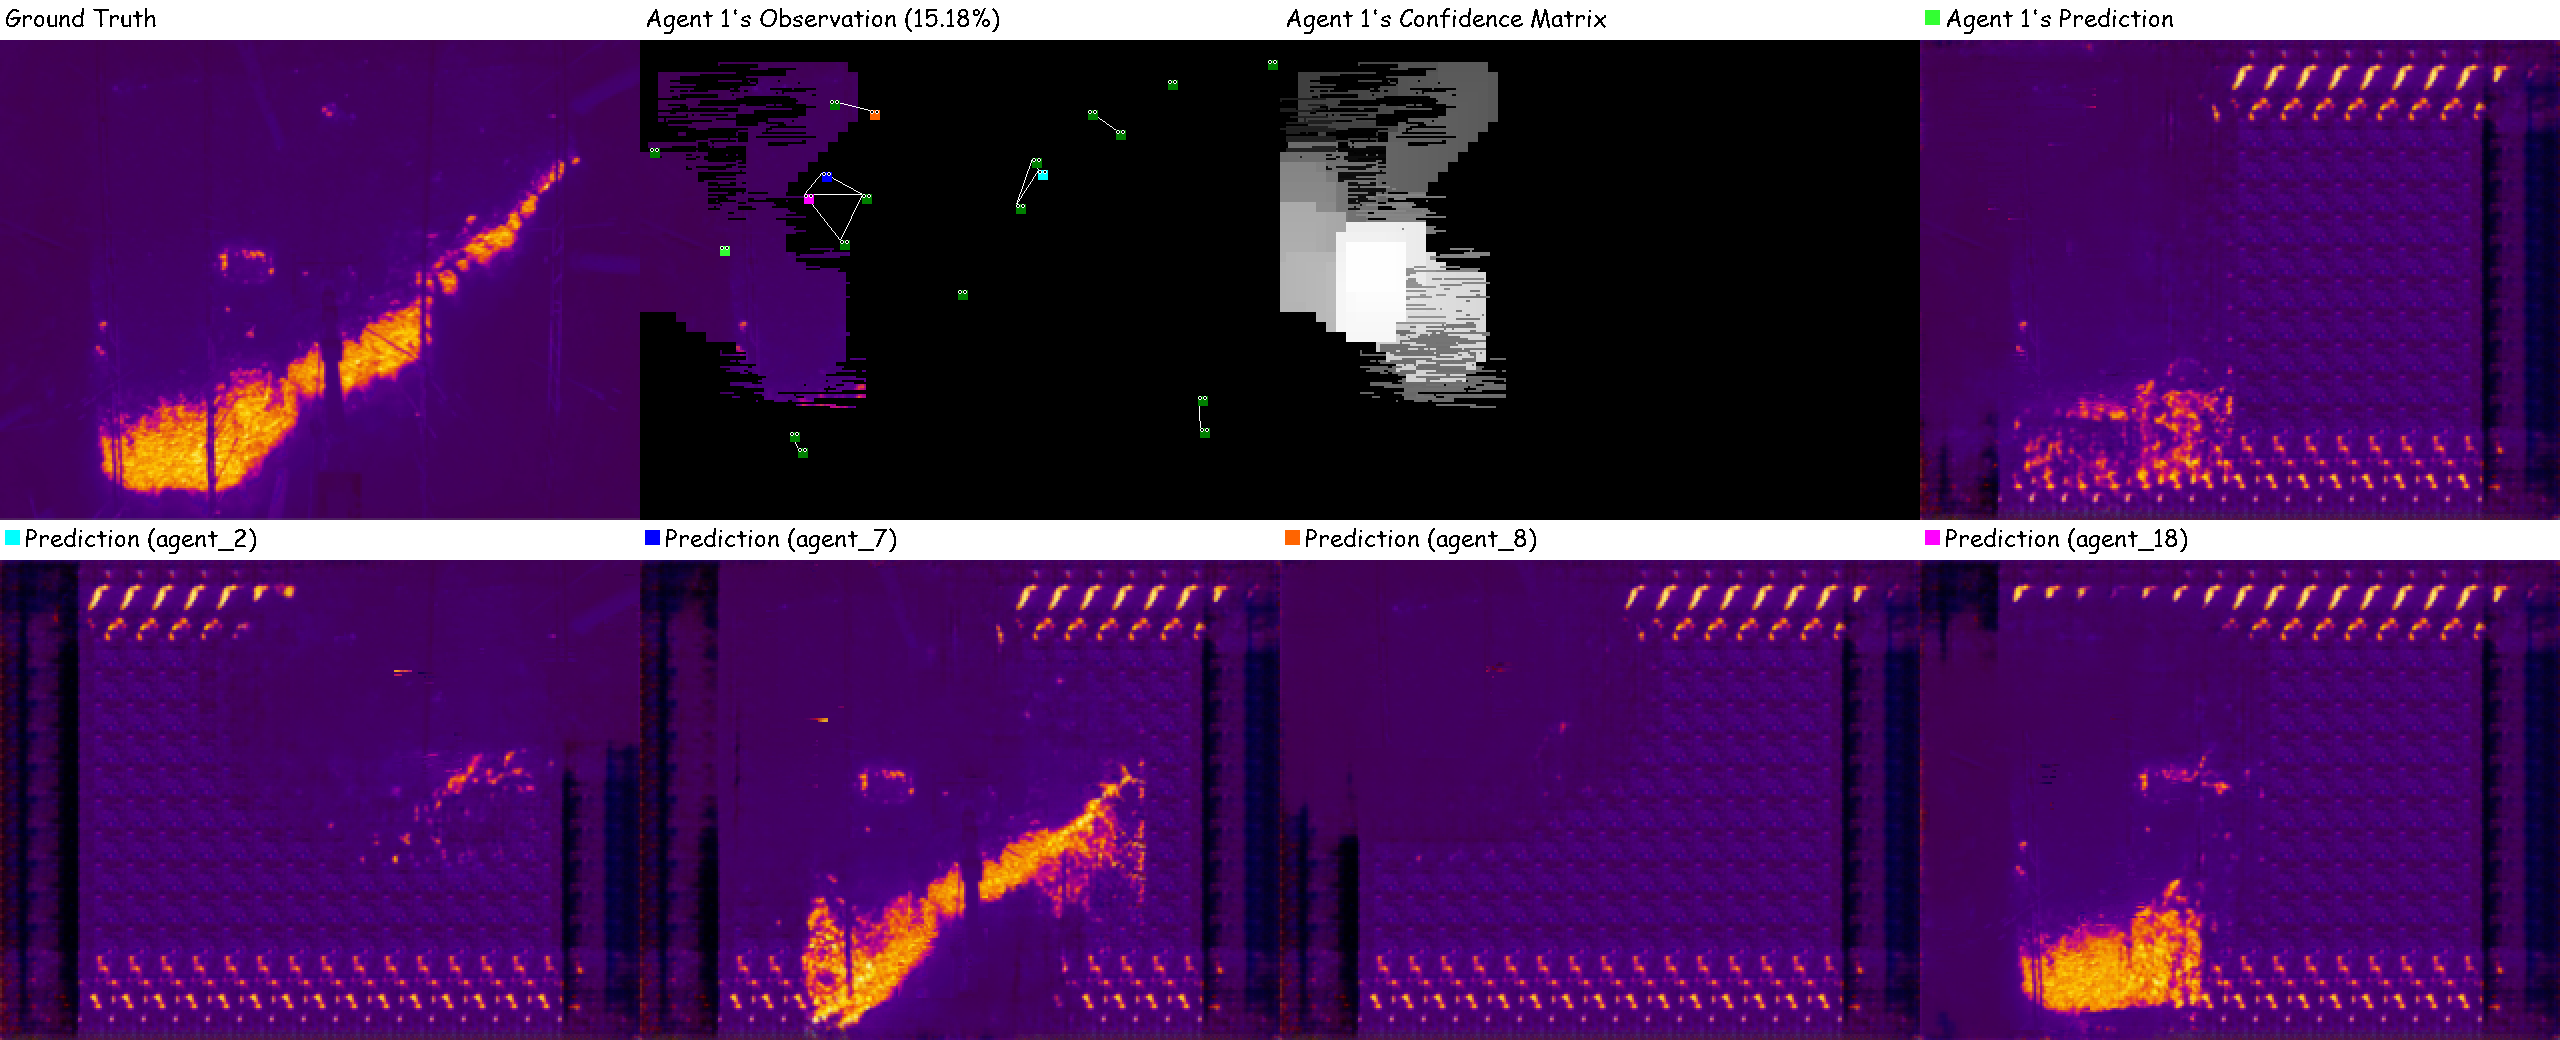 Ground Truth
Agent 1's Observation (15.18%)
Agent 1's Confidence Matrix
Agent 1's Prediction
Prediction (agent_2)
Prediction (agent_7)
Prediction (agent_8)
Prediction (agent_18)